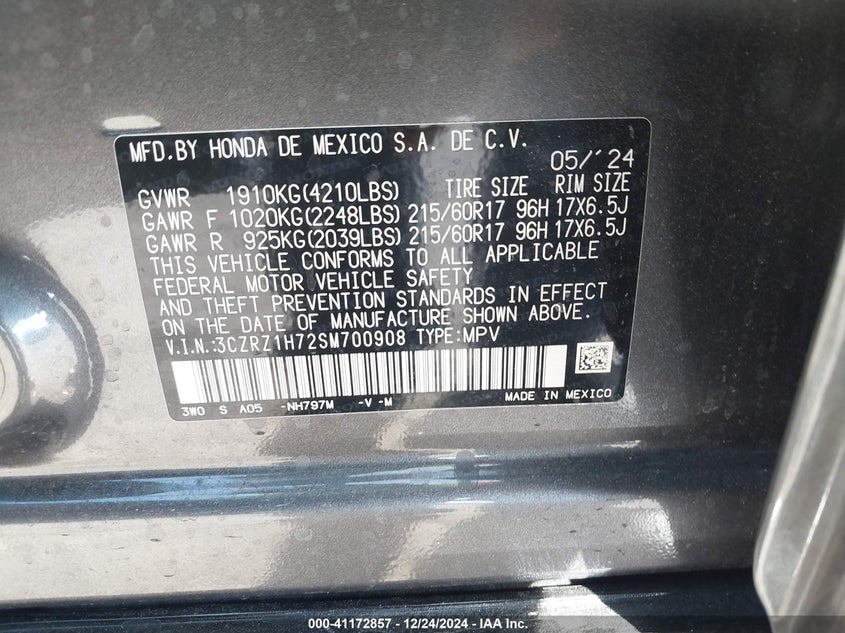 MFD.BY HONDA DE MEXICO S.A. DE C.V.
05/'24
GVWR 1910KG(4210LBS) TIRE SIZE RIM SIZE
GAWR F 1020KG(2248LBS) 215/60R17 96H 17X6.5J
GAWR R 925KG(2039LBS) 215/60R17 96H 17X6.5J
THIS VEHICLE CONFORMS TO ALL APPLICABLE
FEDERAL MOTOR VEHICLE SAFETY
AND THEFT PREVENTION STANDARDS IN EFFECT
ON THE DATE OF MANUFACTURE SHOWN ABOVE.
V.I.N.:3CZRZ1H72SM700908 TYPE:MPV
3W0 S A05 -NH797M -V -M MADE IN MEXICO
000-41172857 - 12/24/2024 - IAA Inc.